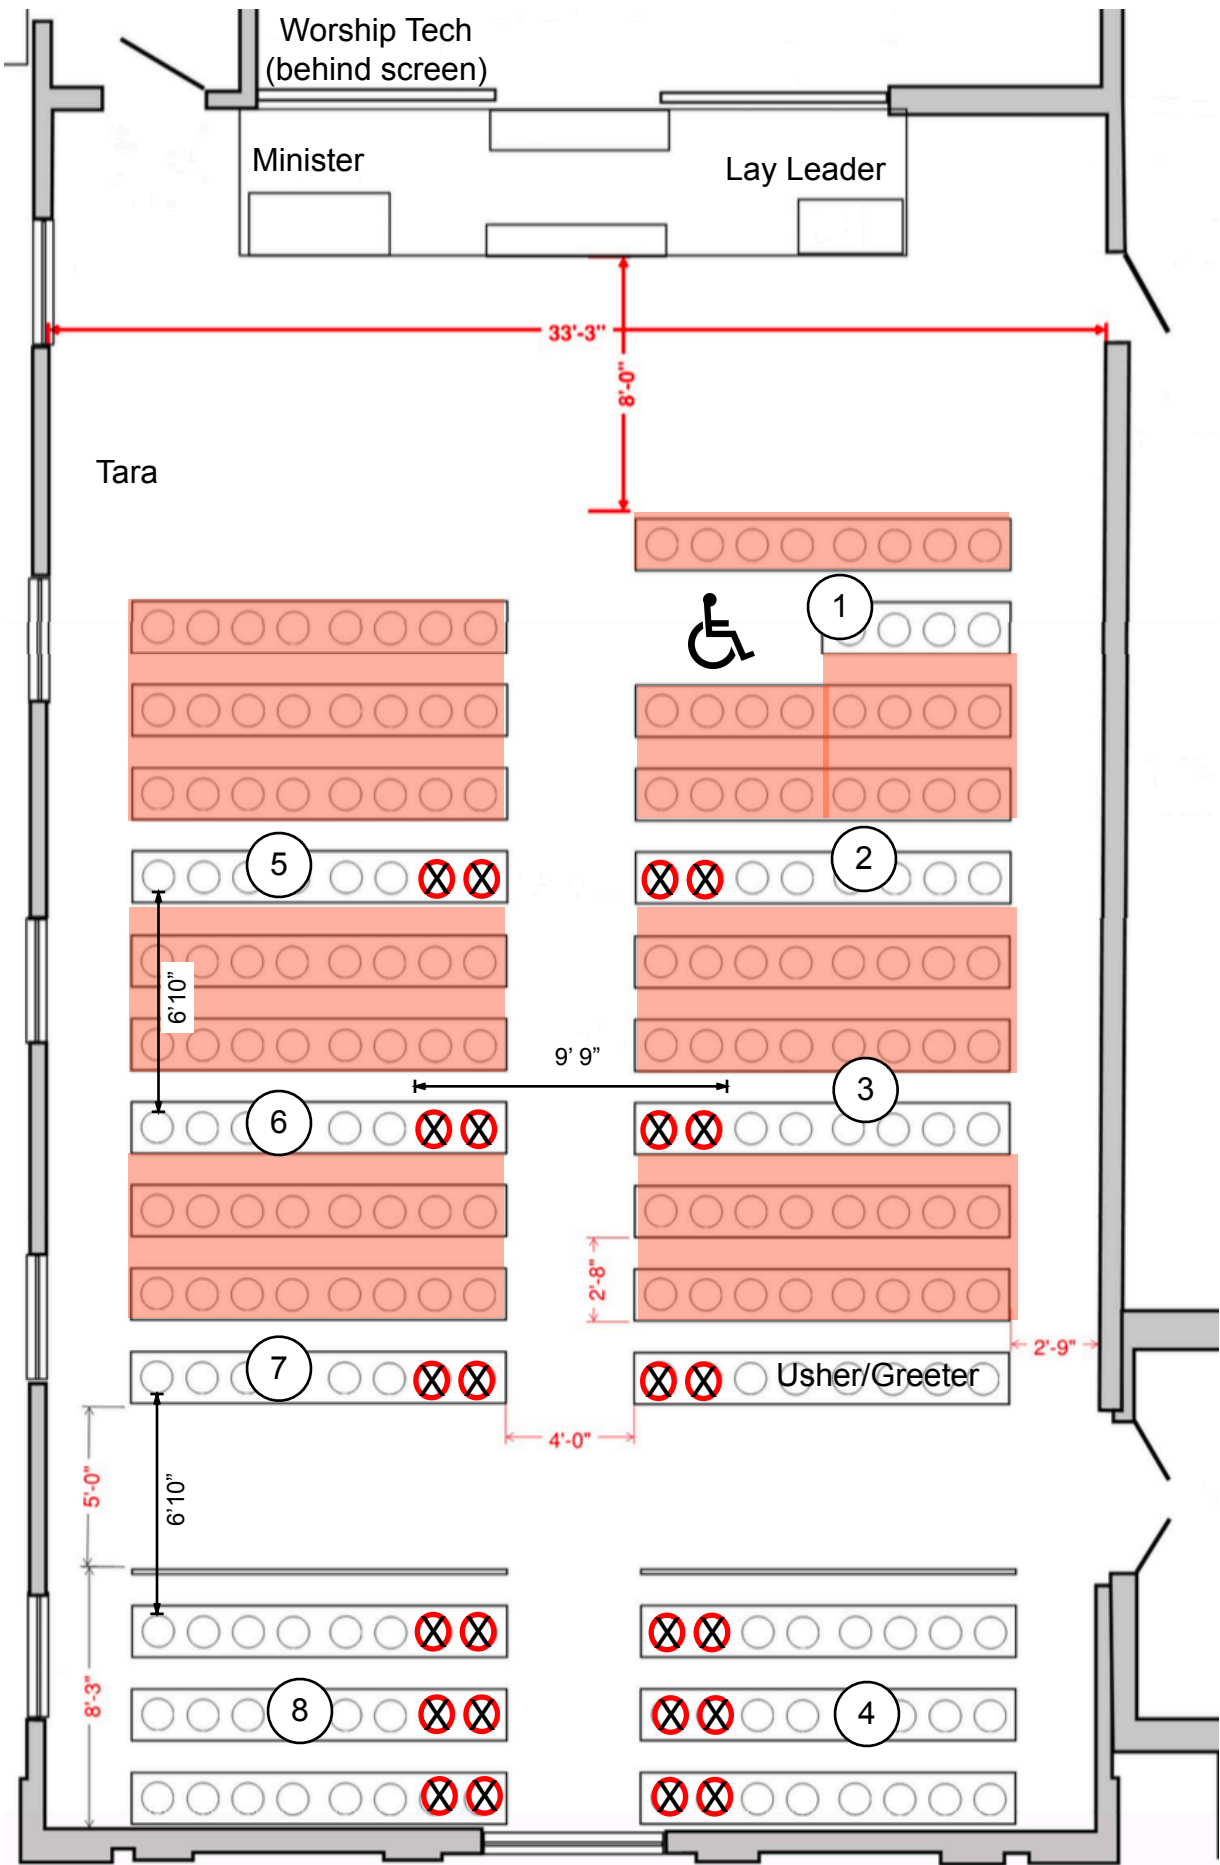 Worship Tech
(behind screen)
Minister
Lay Leader
33'-3"
8'-0"
Tara
1
5
2
6'10”
9' 9”
3
6
2'-8"
2'-9"
7
Usher/Greeter
4'-0"
5'-0"
6'10”
8'-3"
8
4
X X X X
X X X X
X X X X
X X X X
X X X X
X X X X